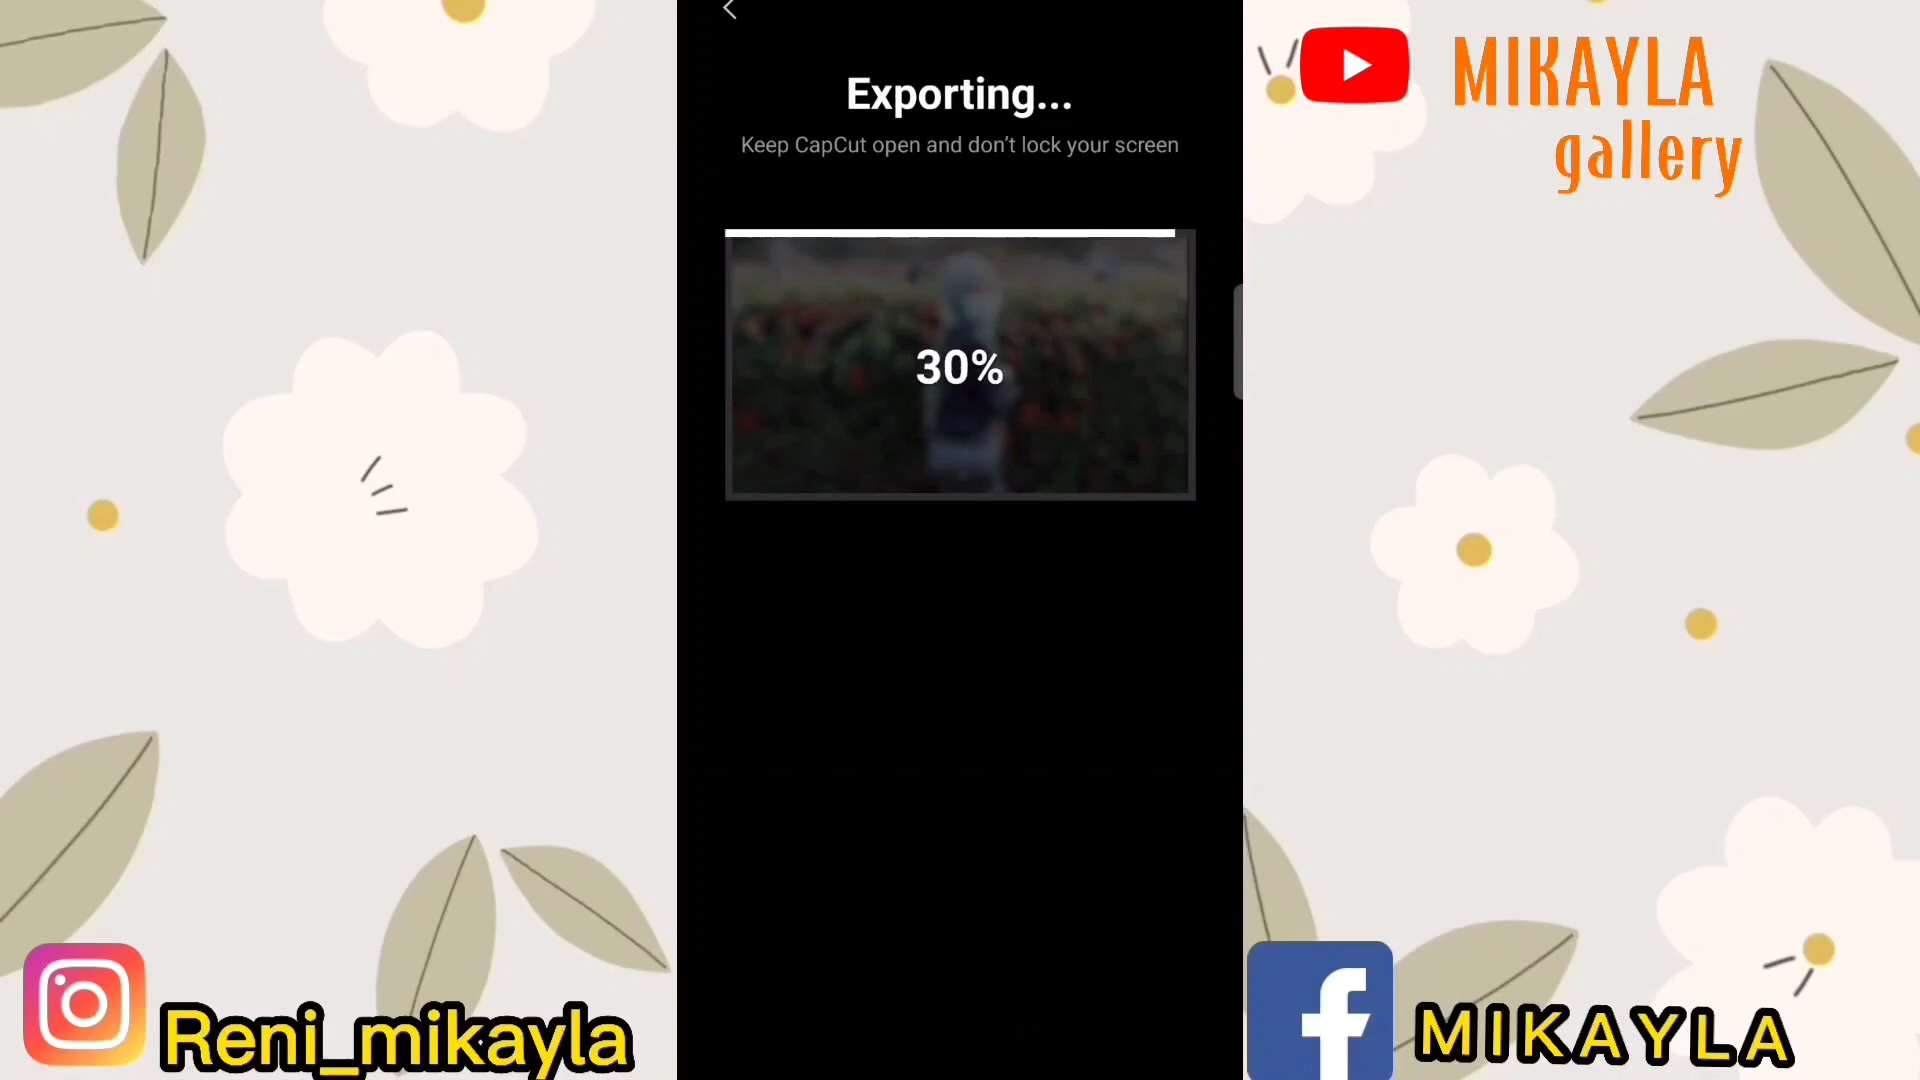 Exporting...
Keep CapCut open and don’t lock your screen
30%
MIKAYLA
gallery
Reni_mikayla
MIKAYLA